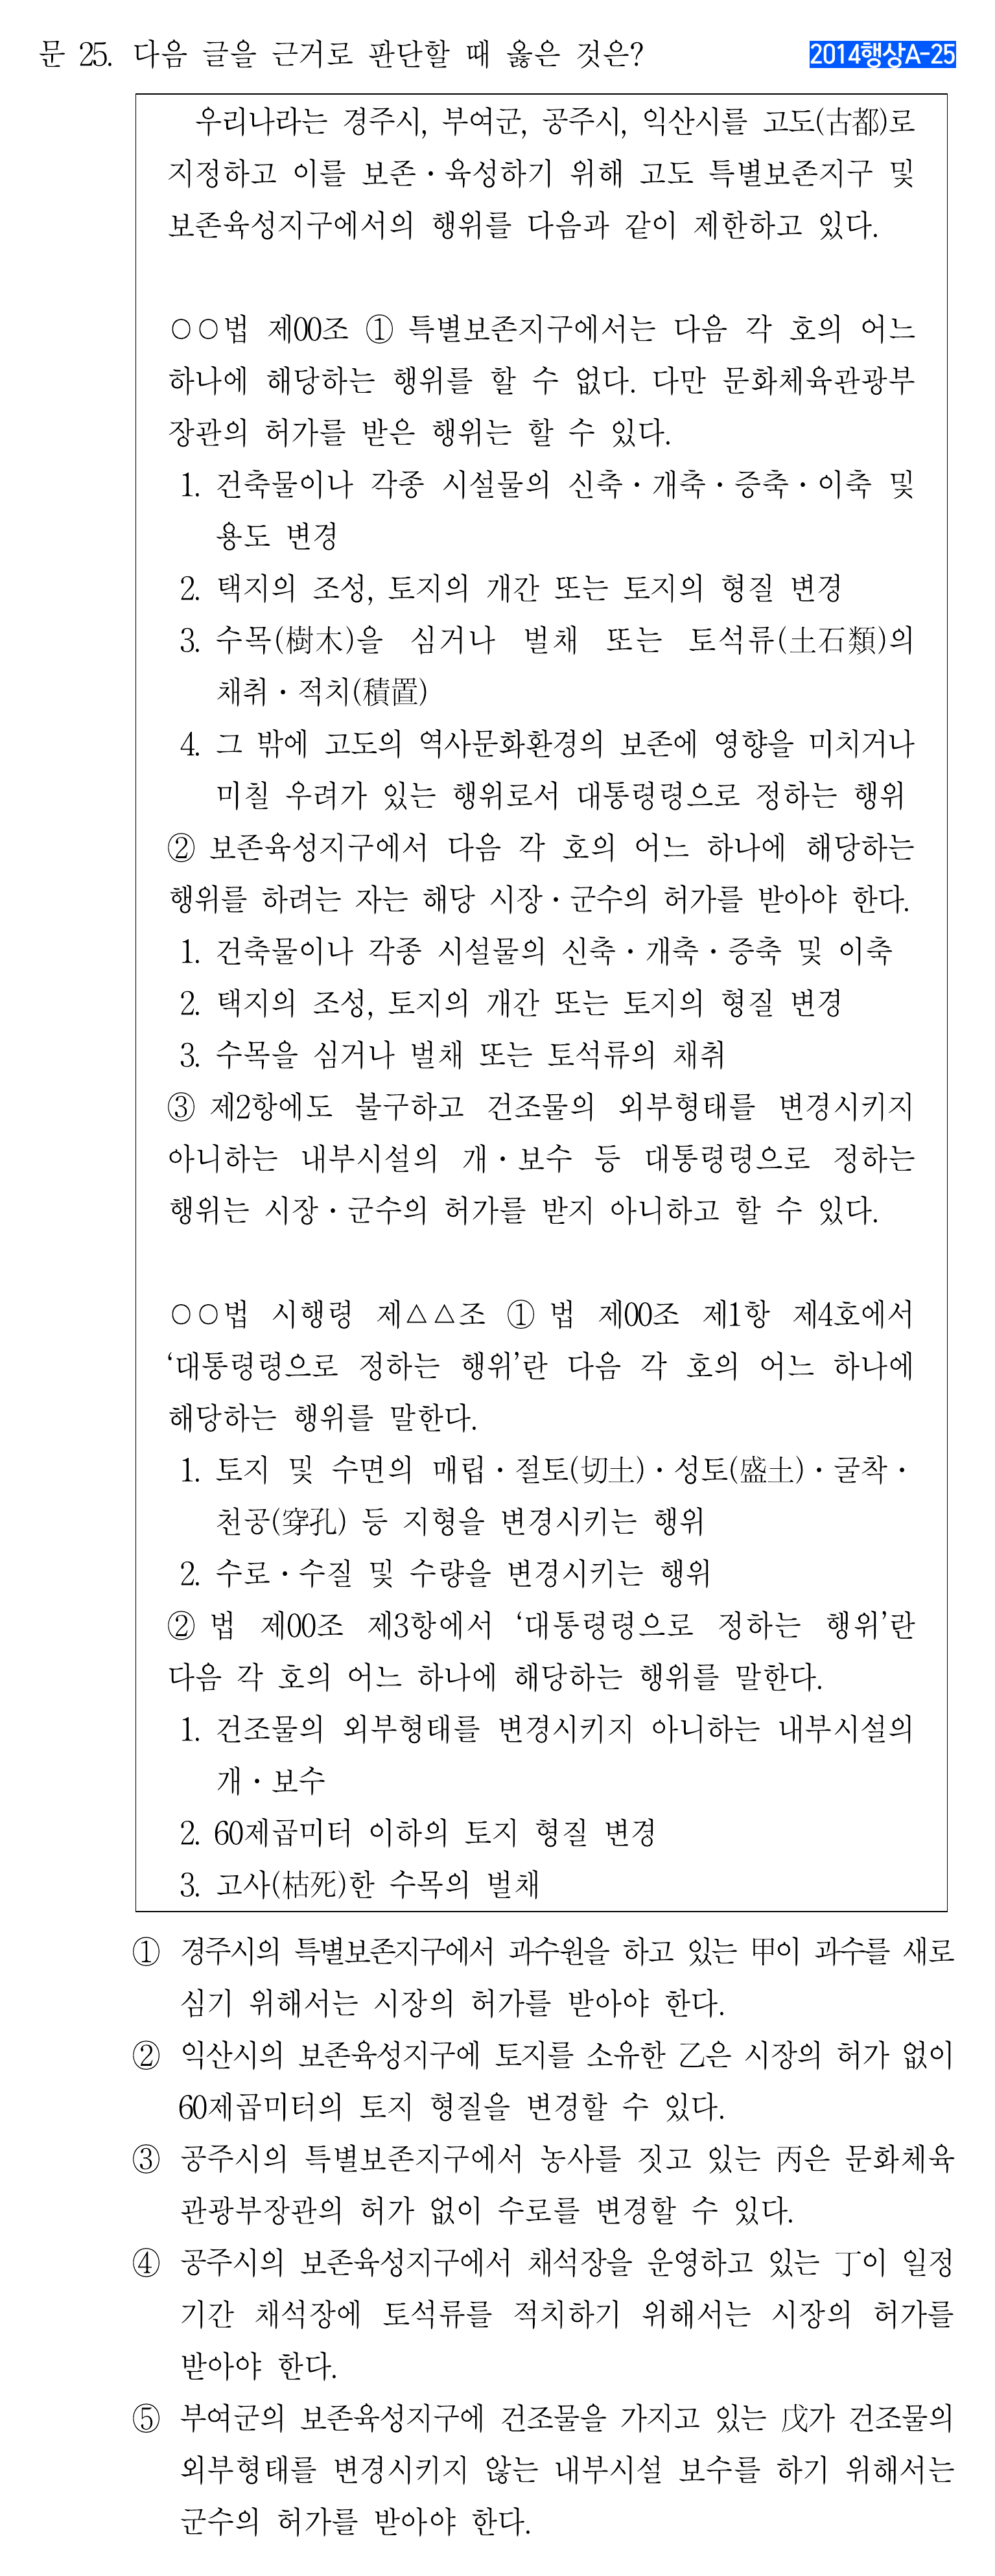 문 25. 다음 글을 근거로 판단할 때 옳은 것은?
2014행상A-25
우리나라는 경주시, 부여군, 공주시, 익산시를 고도(古都)로
지정하고 이를 보존·육성하기 위해 고도 특별보존지구 및
보존육성지구에서의 행위를 다음과 같이 제한하고 있다.
○○법 제00조 ① 특별보존지구에서는 다음 각 호의 어느
하나에 해당하는 행위를 할 수 없다. 다만 문화체육관광부
장관의 허가를 받은 행위는 할 수 있다.
1. 건축물이나 각종 시설물의 신축·개축·증축·이축 및
용도 변경
2. 택지의 조성, 토지의 개간 또는 토지의 형질 변경
3. 수목(樹木)을 심거나 벌채 또는 토석류(土石類)의
채취·적치(積置)
4. 그 밖에 고도의 역사문화환경의 보존에 영향을 미치거나
미칠 우려가 있는 행위로서 대통령령으로 정하는 행위
② 보존육성지구에서 다음 각 호의 어느 하나에 해당하는
행위를 하려는 자는 해당 시장·군수의 허가를 받아야 한다.
1. 건축물이나 각종 시설물의 신축·개축·증축 및 이축
2. 택지의 조성, 토지의 개간 또는 토지의 형질 변경
3. 수목을 심거나 벌채 또는 토석류의 채취
③ 제2항에도 불구하고 건조물의 외부형태를 변경시키지
아니하는 내부시설의 개·보수 등 대통령령으로 정하는
행위는 시장·군수의 허가를 받지 아니하고 할 수 있다.
○○법 시행령 제△△조 ① 법 제00조 제1항 제4호에서
‘대통령령으로 정하는 행위’란 다음 각 호의 어느 하나에
해당하는 행위를 말한다.
1. 토지 및 수면의 매립·절토(切土)·성토(盛土)·굴착·
천공(穿孔) 등 지형을 변경시키는 행위
2. 수로·수질 및 수량을 변경시키는 행위
② 법 제00조 제3항에서 ‘대통령령으로 정하는 행위’란
다음 각 호의 어느 하나에 해당하는 행위를 말한다.
1. 건조물의 외부형태를 변경시키지 아니하는 내부시설의
개·보수
2. 60제곱미터 이하의 토지 형질 변경
3. 고사(枯死)한 수목의 벌채
① 경주시의 특별보존지구에서 과수원을 하고 있는 甲이 과수를 새로
심기 위해서는 시장의 허가를 받아야 한다.
② 익산시의 보존육성지구에 토지를 소유한 乙은 시장의 허가 없이
60제곱미터의 토지 형질을 변경할 수 있다.
③ 공주시의 특별보존지구에서 농사를 짓고 있는 丙은 문화체육
관광부장관의 허가 없이 수로를 변경할 수 있다.
④ 공주시의 보존육성지구에서 채석장을 운영하고 있는 丁이 일정
기간 채석장에 토석류를 적치하기 위해서는 시장의 허가를
받아야 한다.
⑤ 부여군의 보존육성지구에 건조물을 가지고 있는 戊가 건조물의
외부형태를 변경시키지 않는 내부시설 보수를 하기 위해서는
군수의 허가를 받아야 한다.